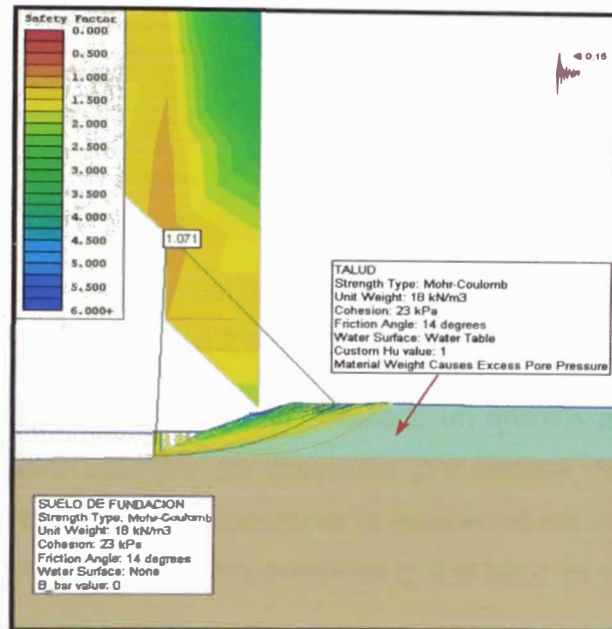 Safety Factor
0.000
0.500
1.000
1.500
2.000
2.500
3.000
3.500
4.000
4.500
5.000
5.500
6.000+
0.16
1.071
TALUD
Strength Type: Mohr-Coulomb
Unit Weight: 18 kN/m3
Cohesion: 23 kPa
Friction Angle: 14 degrees
Water Surface: Water Table
Custom Hu value: 1
Material Weight Causes Excess Pore Pressure
SUELO DE FUNDACION
Strength Type: Mohr-Coulomb
Unit Weight: 18 kN/m3
Cohesion: 23 kPa
Friction Angle: 14 degrees
Water Surface: None
B_bar value: 0